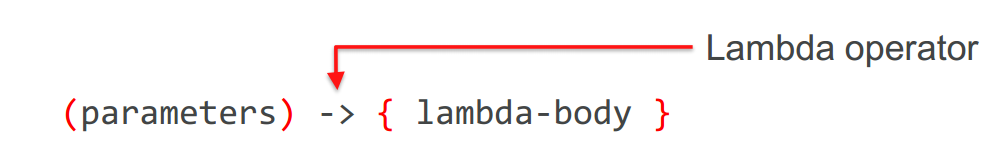 Lambda operator
(parameters) -> { lambda-body }